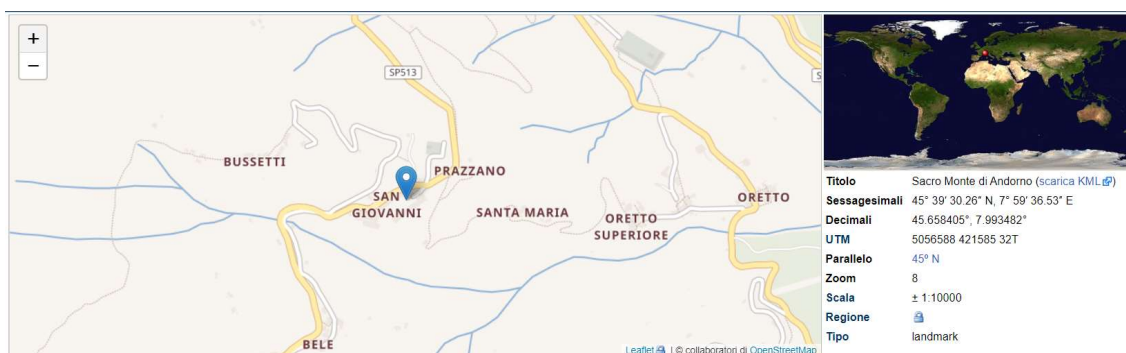 +
−
SP513
S
BUSSETTI
PRAZZANO
SAN
GIOVANNI
SANTA MARIA
ORETTO
SUPERIORE
ORETTO
BELE
Leaflet | © collaboratori di OpenStreetMap
Titolo Sacro Monte di Andorno (scarica KML)
Sessagesimali 45° 39′ 30.26″ N, 7° 59′ 36.53″ E
Decimali 45.658405°, 7.993482°
UTM 5056588 421585 32T
Parallelo 45º N
Zoom 8
Scala ± 1:10000
Regione
Tipo landmark